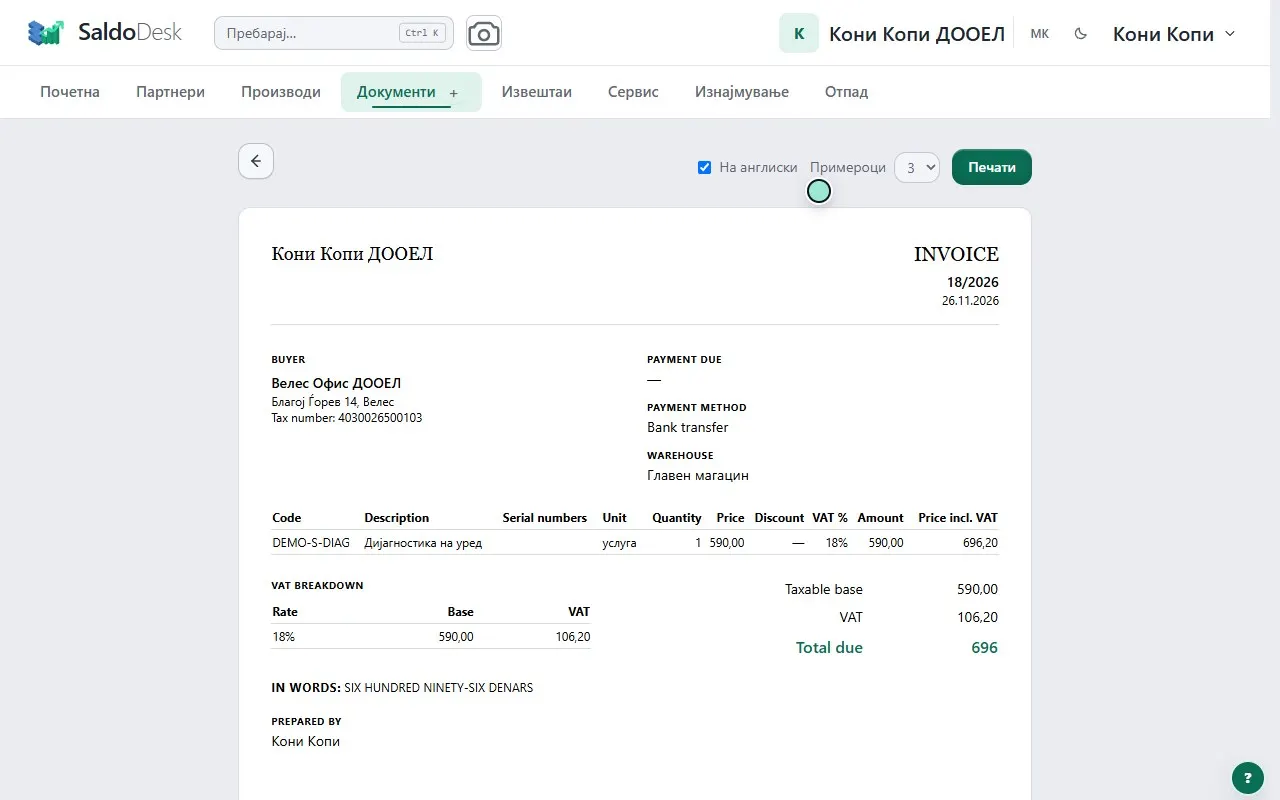 SaldoDesk
Пребарај... Ctrl K
K Кони Копи ДООЕЛ МК Кони Копи
Почетна Партнери Производи Документи + Извештаи Сервис Изнајмување Отпад
На англиски Примероци 3 Печати
Кони Копи ДООЕЛ
INVOICE
18/2026
26.11.2026
BUYER
Велес Офис ДООЕЛ
Благој Ѓорев 14, Велес
Tax number: 4030026500103
PAYMENT DUE
—
PAYMENT METHOD
Bank transfer
WAREHOUSE
Главен магацин
Code Description Serial numbers Unit Quantity Price Discount VAT % Amount Price incl. VAT
DEMO-S-DIAG Дијагностика на уред услуга 1 590,00 — 18% 590,00 696,20
VAT BREAKDOWN
Rate Base VAT
18% 590,00 106,20
Taxable base 590,00
VAT 106,20
Total due 696
IN WORDS: SIX HUNDRED NINETY-SIX DENARS
PREPARED BY
Кони Копи
?